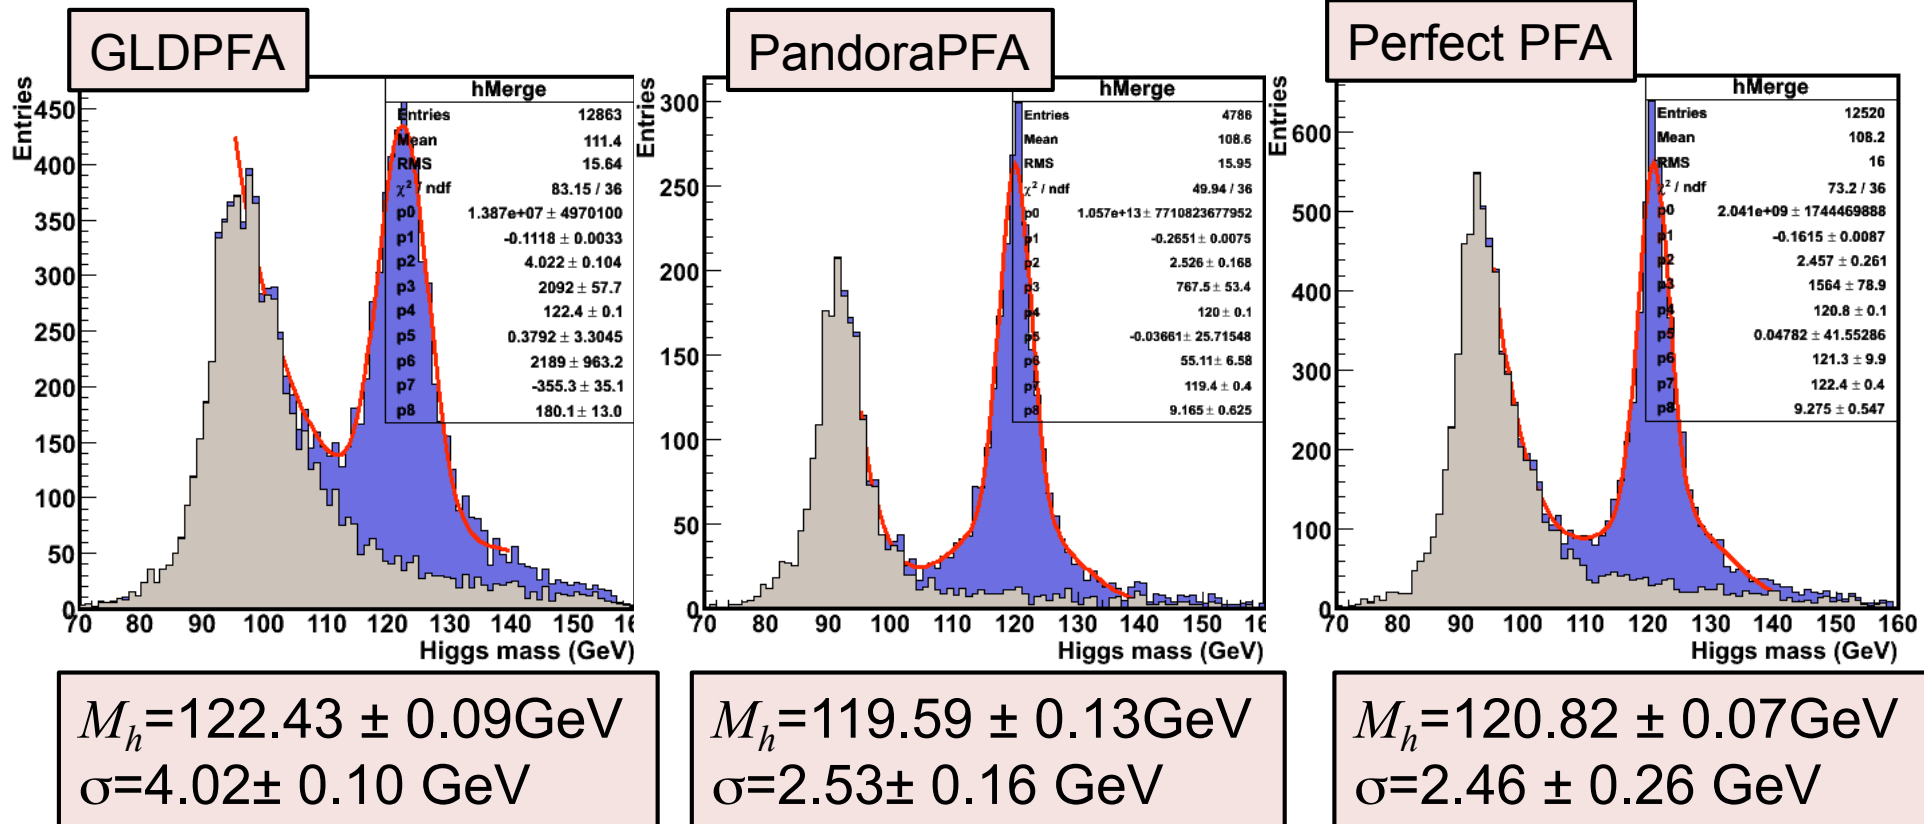 GLDPFA
Entries
450
400
350
300
250
200
150
100
50
0
70 80 90 100 110 120 130 140 150
Higgs mass (GeV)
hMerge
Entries 12863
Mean 111.4
RMS 15.64
χ² / ndf 83.15 / 36
p0 1.387e+07 ± 4970100
p1 -0.1118 ± 0.0033
p2 4.022 ± 0.104
p3 2092 ± 57.7
p4 122.4 ± 0.1
p5 0.3792 ± 3.3045
p6 2189 ± 963.2
p7 -355.3 ± 35.1
p8 180.1 ± 13.0
Mh=122.43 ± 0.09GeV
σ=4.02± 0.10 GeV
PandoraPFA
Entries
300
250
200
150
100
50
0
70 80 90 100 110 120 130 140 150
Higgs mass (GeV)
hMerge
Entries 4786
Mean 108.6
RMS 15.95
χ² / ndf 49.94 / 36
p0 1.057e+13 ± 7710823677952
p1 -0.2651 ± 0.0075
p2 2.526 ± 0.168
p3 767.5 ± 53.4
p4 120 ± 0.1
p5 -0.03661 ± 25.71548
p6 55.11 ± 6.58
p7 119.4 ± 0.4
p8 9.165 ± 0.625
Mh=119.59 ± 0.13GeV
σ=2.53± 0.16 GeV
Perfect PFA
Entries
600
500
400
300
200
100
0
70 80 90 100 110 120 130 140 150 160
Higgs mass (GeV)
hMerge
Entries 12520
Mean 108.2
RMS 16
χ² / ndf 73.2 / 36
p0 2.041e+09 ± 1744469888
p1 -0.1615 ± 0.0087
p2 2.457 ± 0.261
p3 1564 ± 78.9
p4 120.8 ± 0.1
p5 0.04782 ± 41.55286
p6 121.3 ± 9.9
p7 122.4 ± 0.4
p8 9.275 ± 0.547
Mh=120.82 ± 0.07GeV
σ=2.46 ± 0.26 GeV